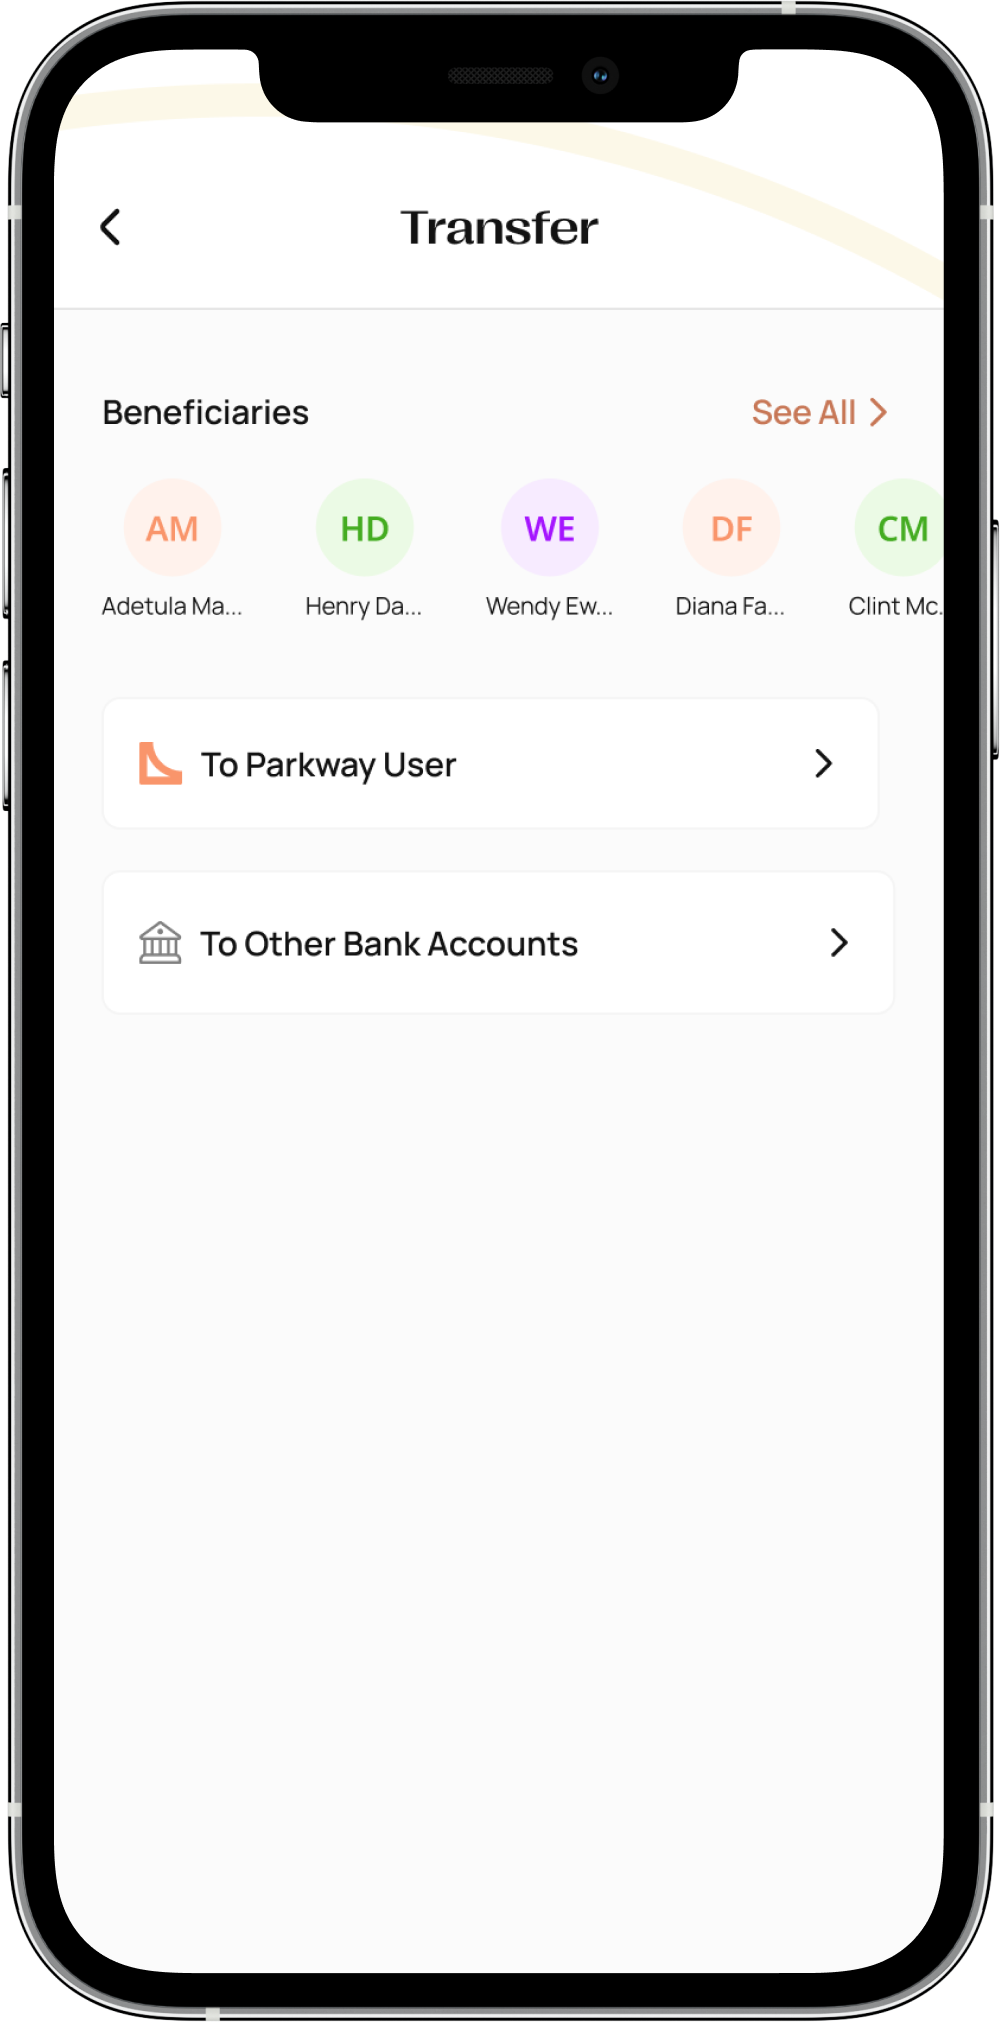 Transfer
Beneficiaries See All
AM HD WE DF CM
Adetula Ma... Henry Da... Wendy Ew... Diana Fa... Clint Mc.
To Parkway User
To Other Bank Accounts